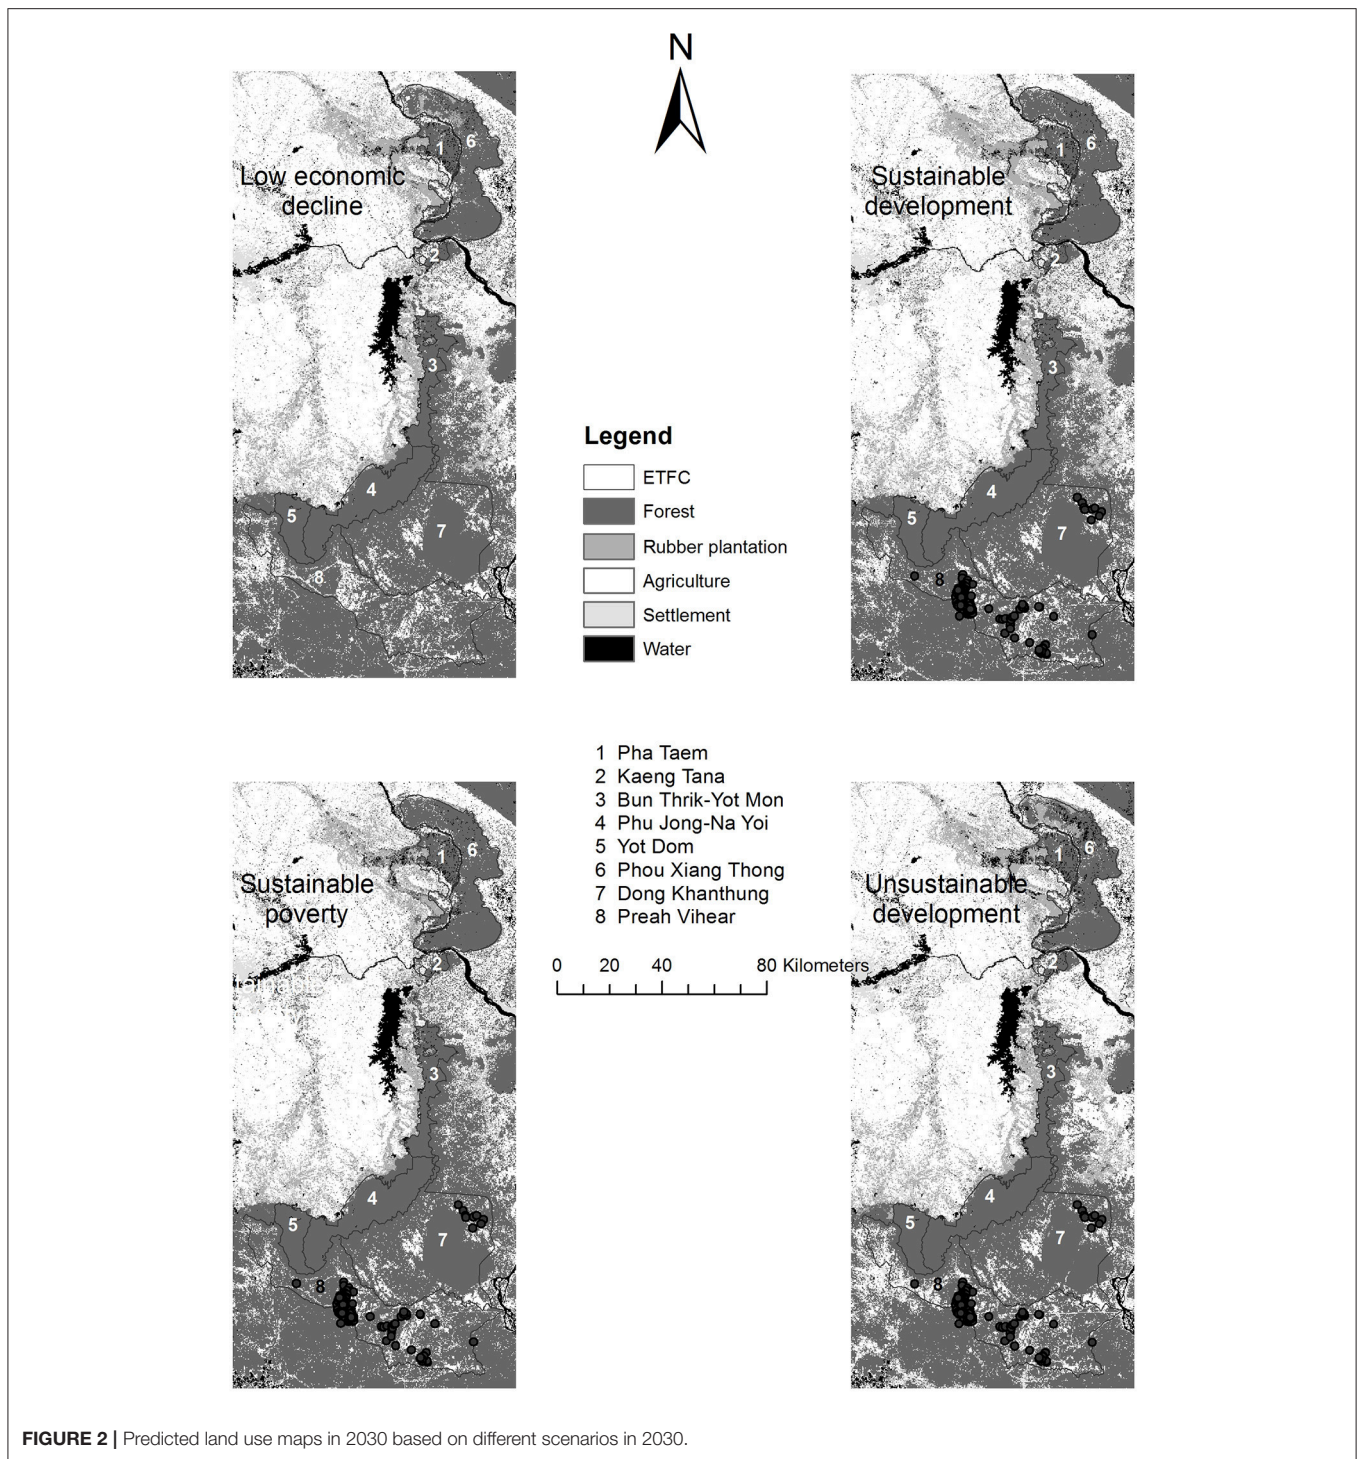 N
Low economic
decline
1
6
2
3
4
5
7
8
Sustainable
development
1
6
2
3
4
5
7
8
Legend
ETFC
Forest
Rubber plantation
Agriculture
Settlement
Water
1 Pha Taem
2 Kaeng Tana
3 Bun Thrik-Yot Mon
4 Phu Jong-Na Yoi
5 Yot Dom
6 Phou Xiang Thong
7 Dong Khanthung
8 Preah Vihear
0 20 40 80 Kilometers
Sustainable
poverty
1
6
2
3
4
5
7
8
Unsustainable
development
1
6
2
3
4
5
7
8
FIGURE 2 | Predicted land use maps in 2030 based on different scenarios in 2030.